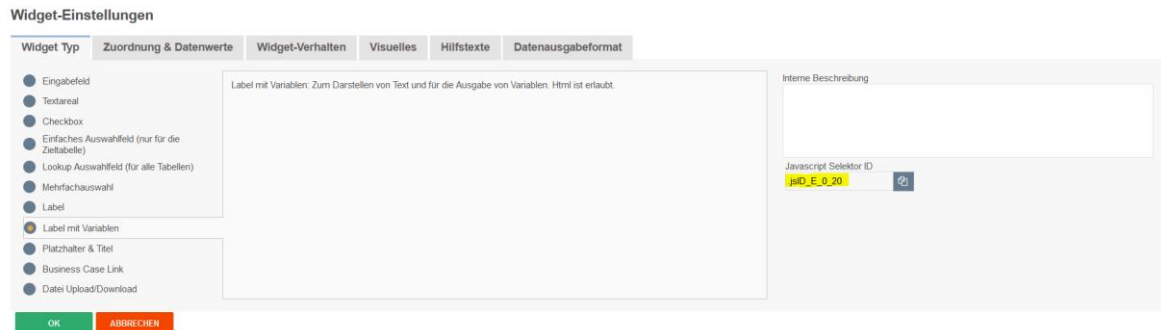 Widget-Einstellungen
Widget Typ Zuordnung & Datenwerte Widget-Verhalten Visuelles Hilfstexte Datenausgabeformat
Eingabefeld
Textareal
Checkbox
Einfaches Auswahlfeld (nur für die
Zieltabelle)
Lookup Auswahlfeld (für alle Tabellen)
Mehrfachauswahl
Label
Label mit Variablen
Platzhalter & Titel
Business Case Link
Datei Upload/Download
Label mit Variablen: Zum Darstellen von Text und für die Ausgabe von Variablen. Html ist erlaubt.
Interne Beschreibung
Javascript Selektor ID
.jsID_E_0_20
OK ABBRECHEN